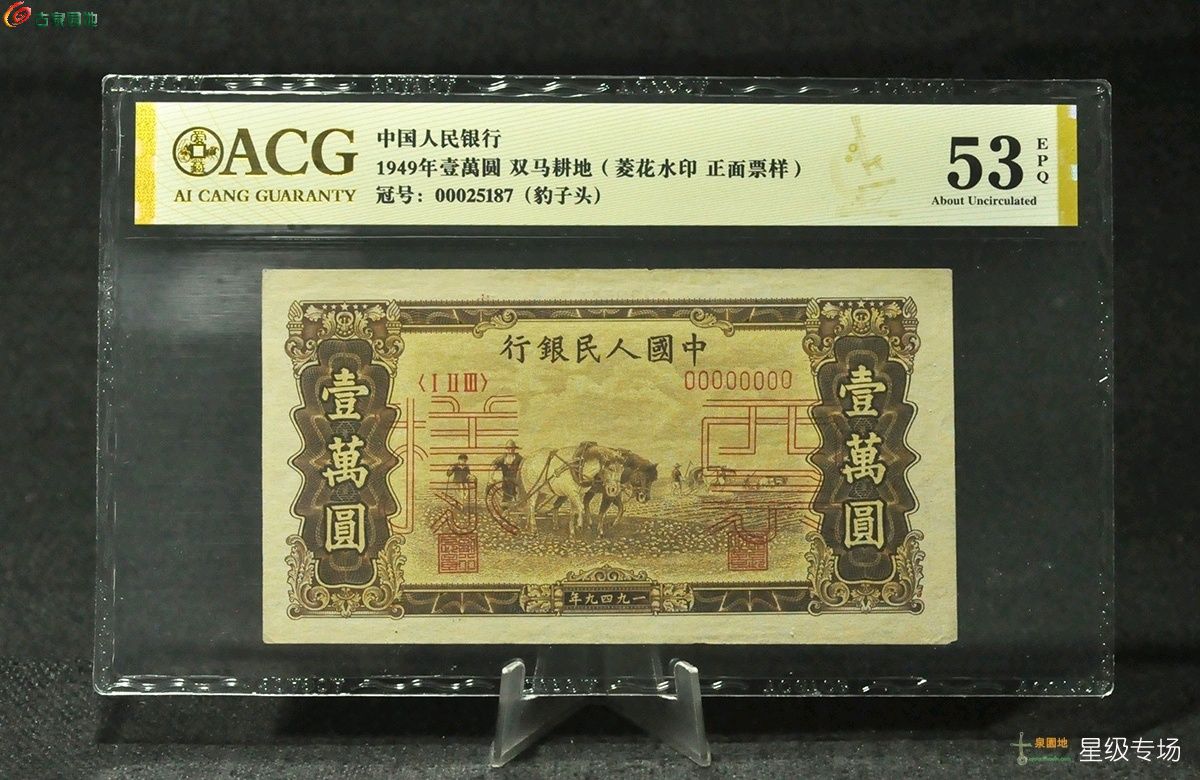 古泉园地
ACG
AI CANG GUARANTY
中国人民银行
1949年壹萬圆 双马耕地（菱花水印 正面票样）
冠号：00025187（豹子头）
53
EPQ
About Uncirculated
行銀民人國中
〈Ⅰ Ⅱ Ⅲ〉
00000000
壹萬圓
壹萬圓
樣
票
年九四九一
泉園地
星级专场